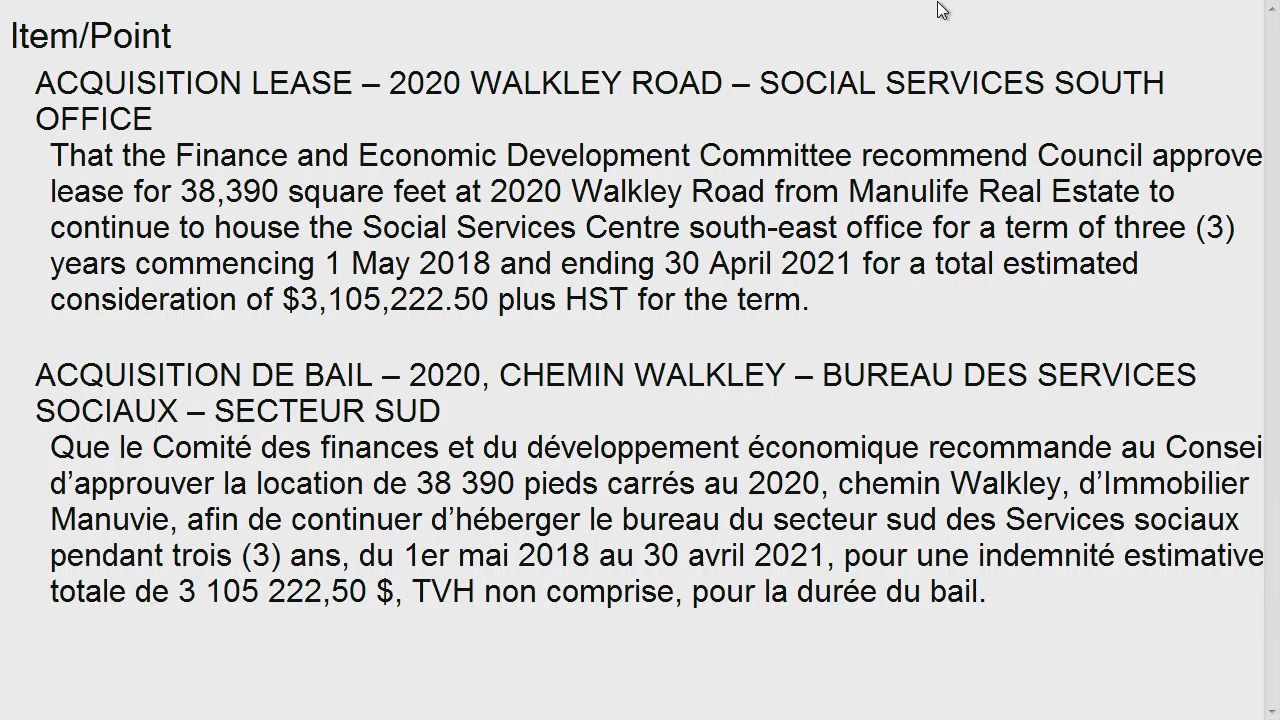 Item/Point
ACQUISITION LEASE – 2020 WALKLEY ROAD – SOCIAL SERVICES SOUTH
OFFICE
That the Finance and Economic Development Committee recommend Council approve
lease for 38,390 square feet at 2020 Walkley Road from Manulife Real Estate to
continue to house the Social Services Centre south-east office for a term of three (3)
years commencing 1 May 2018 and ending 30 April 2021 for a total estimated
consideration of $3,105,222.50 plus HST for the term.
ACQUISITION DE BAIL – 2020, CHEMIN WALKLEY – BUREAU DES SERVICES
SOCIAUX – SECTEUR SUD
Que le Comité des finances et du développement économique recommande au Consei
d’approuver la location de 38 390 pieds carrés au 2020, chemin Walkley, d’Immobilier
Manuvie, afin de continuer d’héberger le bureau du secteur sud des Services sociaux
pendant trois (3) ans, du 1er mai 2018 au 30 avril 2021, pour une indemnité estimative
totale de 3 105 222,50 $, TVH non comprise, pour la durée du bail.